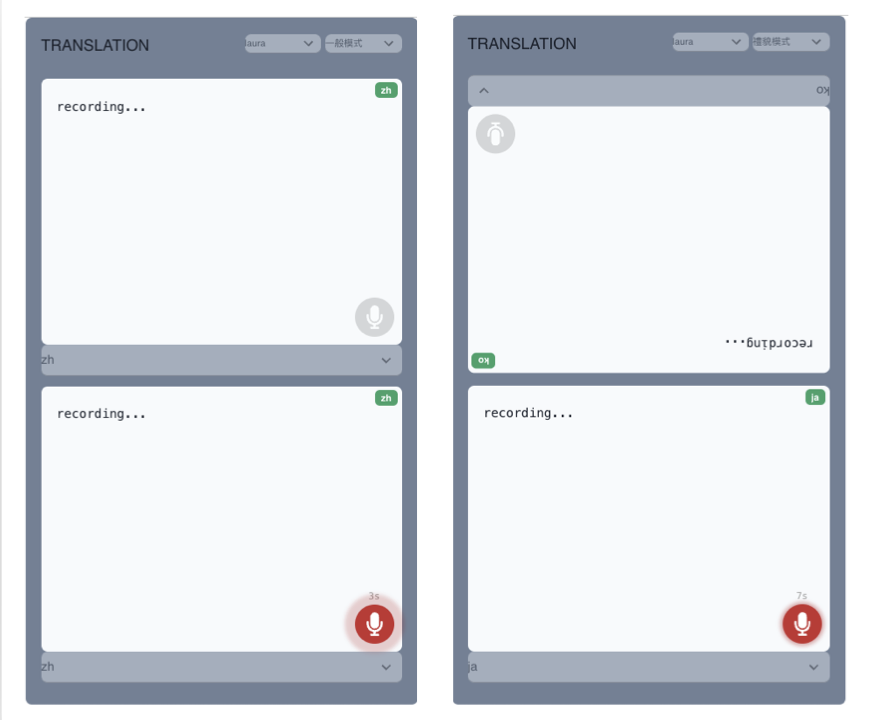 TRANSLATION
laura
一般模式
zh
recording...
zh
zh
recording...
3s
zh
TRANSLATION
laura
禮貌模式
ko
recording...
ko
ja
recording...
7s
ja